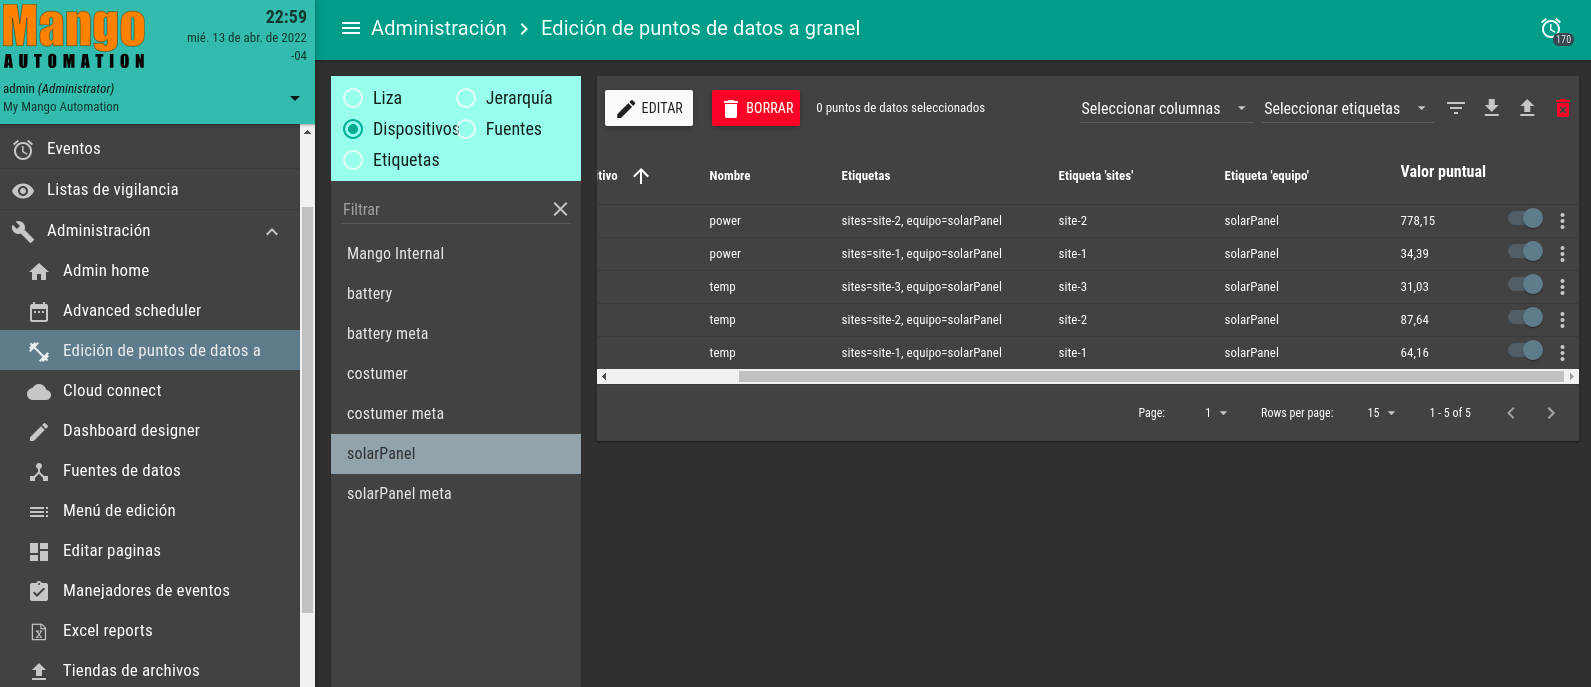 Mango
AUTOMATION
22:59
mié. 13 de abr. de 2022
-04
admin (Administrator)
My Mango Automation
Eventos
Listas de vigilancia
Administración
Admin home
Advanced scheduler
Edición de puntos de datos a
Cloud connect
Dashboard designer
Fuentes de datos
Menú de edición
Editar paginas
Manejadores de eventos
Excel reports
Tiendas de archivos
Administración > Edición de puntos de datos a granel
170
Liza Jerarquía
Dispositivos Fuentes
Etiquetas
Filtrar
Mango Internal
battery
battery meta
costumer
costumer meta
solarPanel
solarPanel meta
EDITAR BORRAR 0 puntos de datos seleccionados Seleccionar columnas Seleccionar etiquetas
tivo Nombre Etiquetas Etiqueta 'sites' Etiqueta 'equipo' Valor puntual
power sites=site-2, equipo=solarPanel site-2 solarPanel 778,15
power sites=site-1, equipo=solarPanel site-1 solarPanel 34,39
temp sites=site-3, equipo=solarPanel site-3 solarPanel 31,03
temp sites=site-2, equipo=solarPanel site-2 solarPanel 87,64
temp sites=site-1, equipo=solarPanel site-1 solarPanel 64,16
Page: 1 Rows per page: 15 1 - 5 of 5